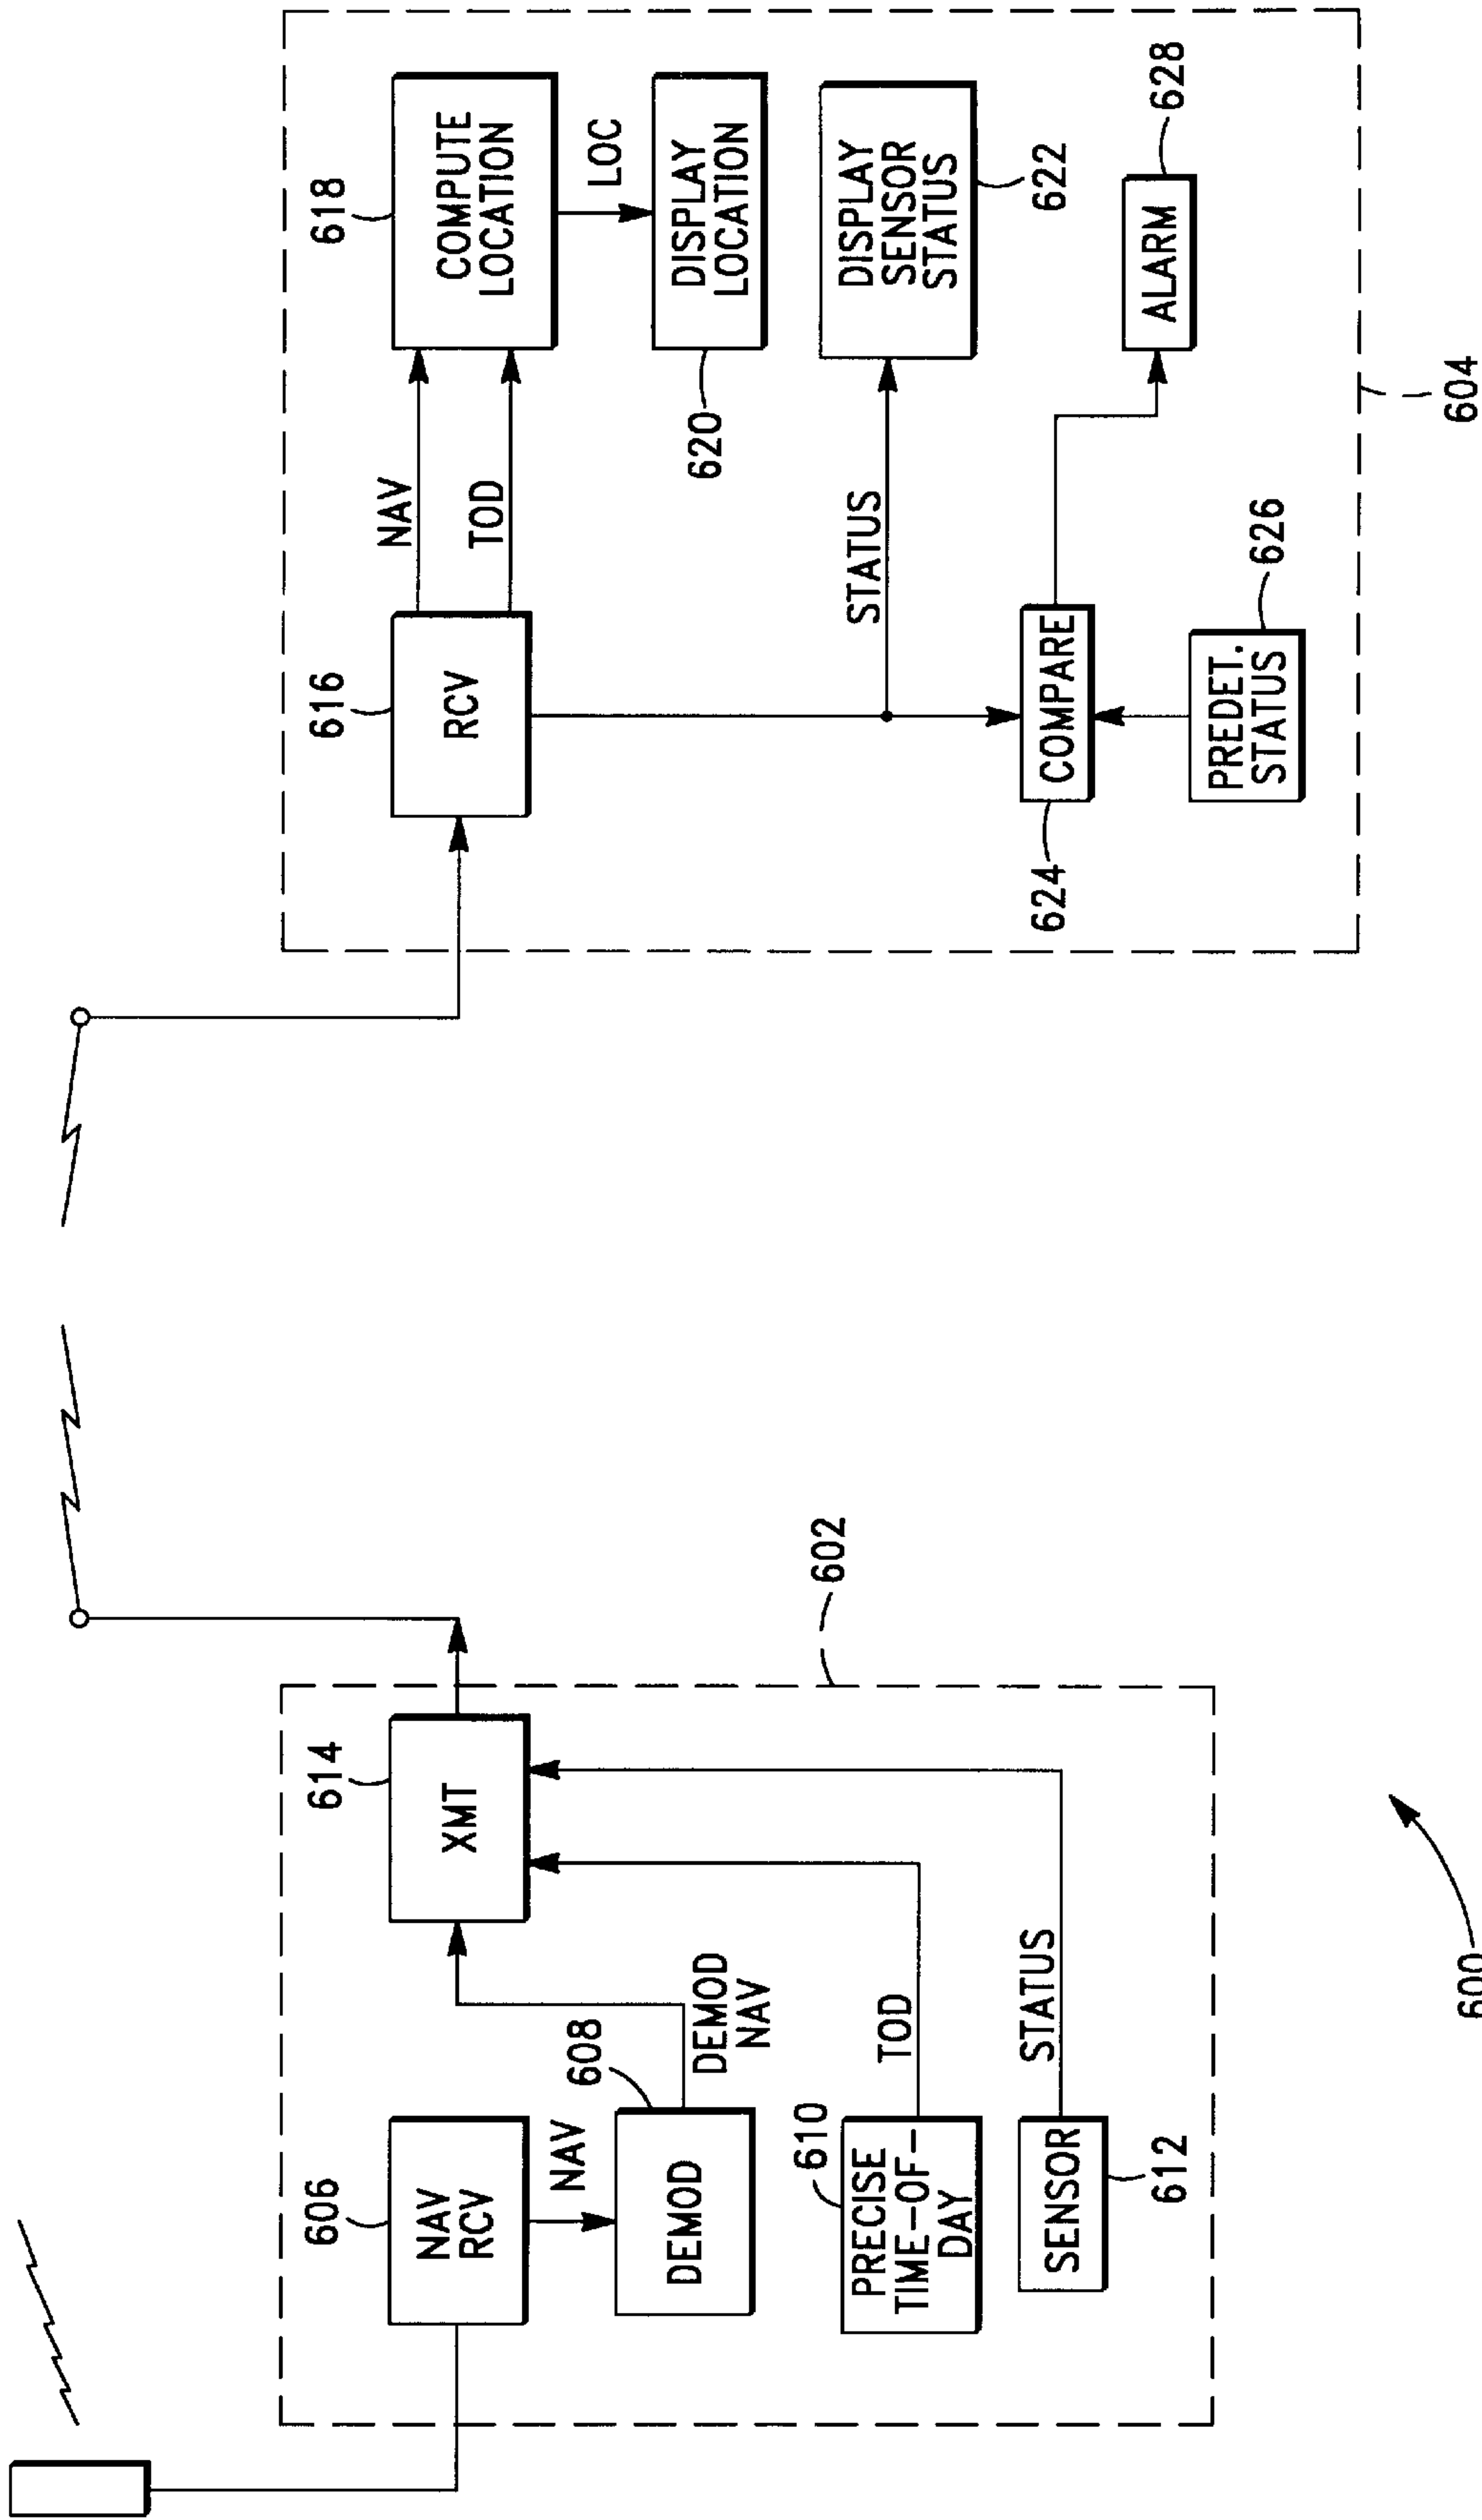 606
NAV
RCV
NAV
608
DEMOD
DEMOD
NAV
610
PRECISE
TIME-OF-
DAY
TOD
SENSOR
612
STATUS
614
XMT
602
600
616
RCV
NAV
TOD
618
COMPUTE
LOCATION
LOC
DISPLAY
LOCATION
620
STATUS
DISPLAY
SENSOR
STATUS
622
COMPARE
624
PREDET.
STATUS
626
ALARM
628
604